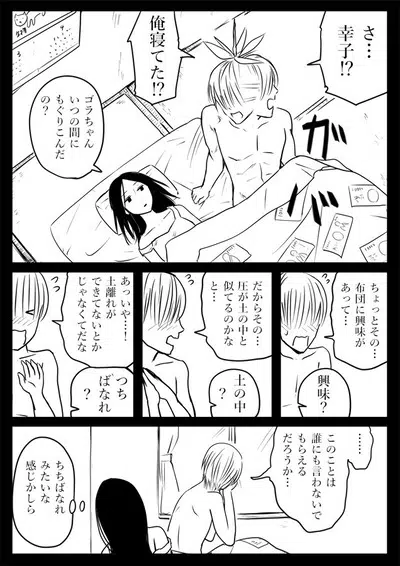 さ…
幸子!?
俺寝てた!?
ゴラちゃん
いつの間に
もぐりこんだ
の？
ガバ
ちょっとその…
布団に興味が
あって…
興味？
だからその…
圧が土の中と
似てるのかな
と…
土の中
？
あっいや…！
土離れが
できてないとか
じゃなくてだな
つち
ばなれ
？
……
このことは
誰にも言わないで
もらえる
だろうか…
ちちばなれ
みたいな
感じかしら